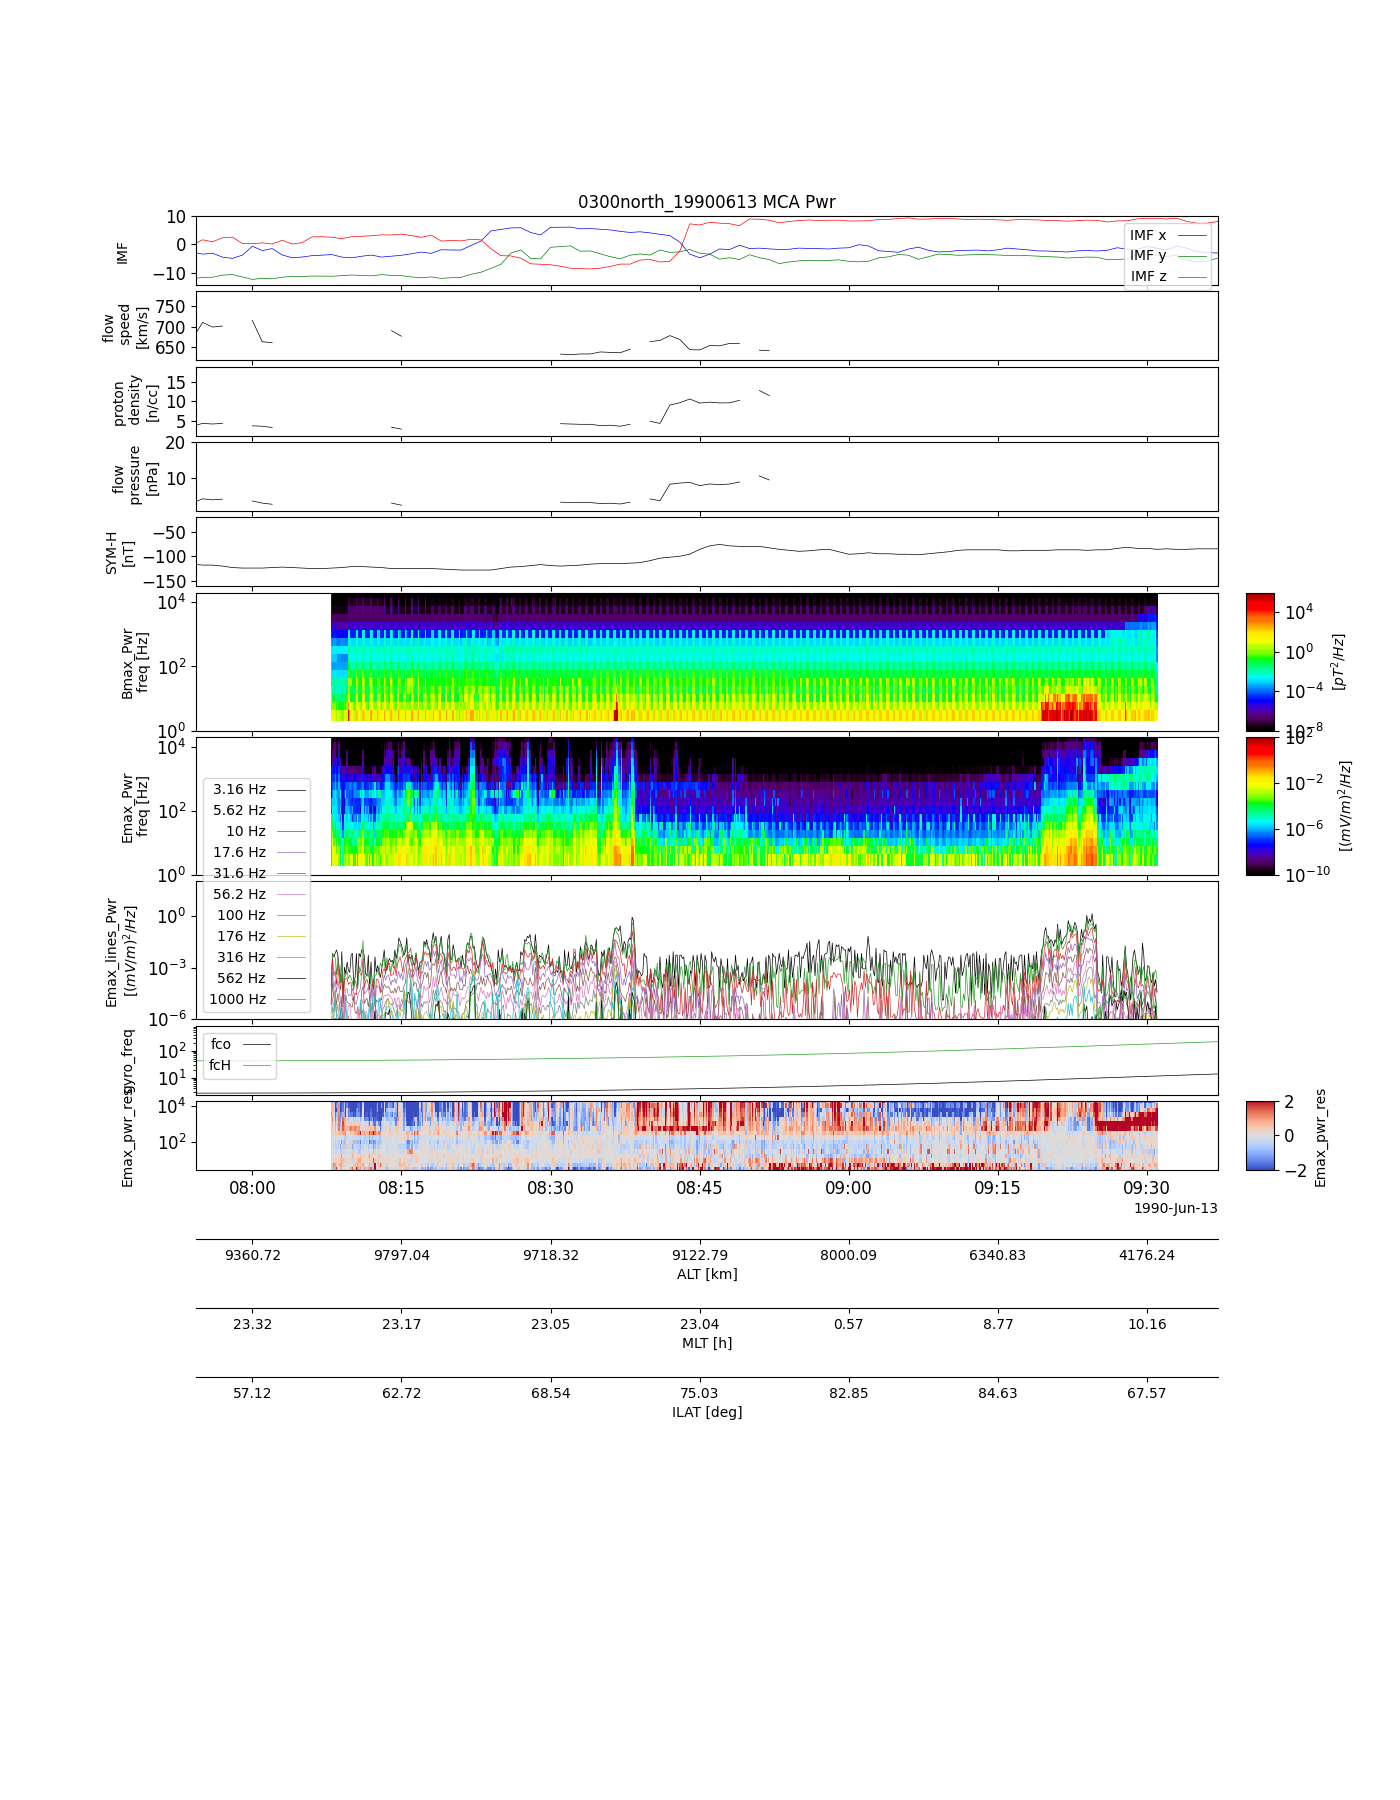 0300north_19900613 MCA Pwr
10
0
−10
IMF
IMF x
IMF y
IMF z
750
700
650
flow
speed
[km/s]
15
10
5
proton
density
[n/cc]
20
10
flow
pressure
[nPa]
−50
−100
−150
SYM-H
[nT]
10^4
10^2
10^0
Bmax_Pwr
freq [Hz]
10^4
10^0
10^−4
10^−8
[pT^2/Hz]
10^4
10^2
10^0
Emax_Pwr
freq [Hz]
10^2
10^−2
10^−6
10^−10
[(mV/m)^2/Hz]
3.16 Hz
5.62 Hz
10 Hz
17.6 Hz
31.6 Hz
56.2 Hz
100 Hz
176 Hz
316 Hz
562 Hz
1000 Hz
10^0
10^−3
10^−6
Emax_lines_Pwr
[(mV/m)^2/Hz]
10^2
10^1
gyro_freq
fco
fcH
10^4
10^2
Emax_pwr_res
2
0
−2
Emax_pwr_res
08:00 08:15 08:30 08:45 09:00 09:15 09:30
1990-Jun-13
9360.72 9797.04 9718.32 9122.79 8000.09 6340.83 4176.24
ALT [km]
23.32 23.17 23.05 23.04 0.57 8.77 10.16
MLT [h]
57.12 62.72 68.54 75.03 82.85 84.63 67.57
ILAT [deg]